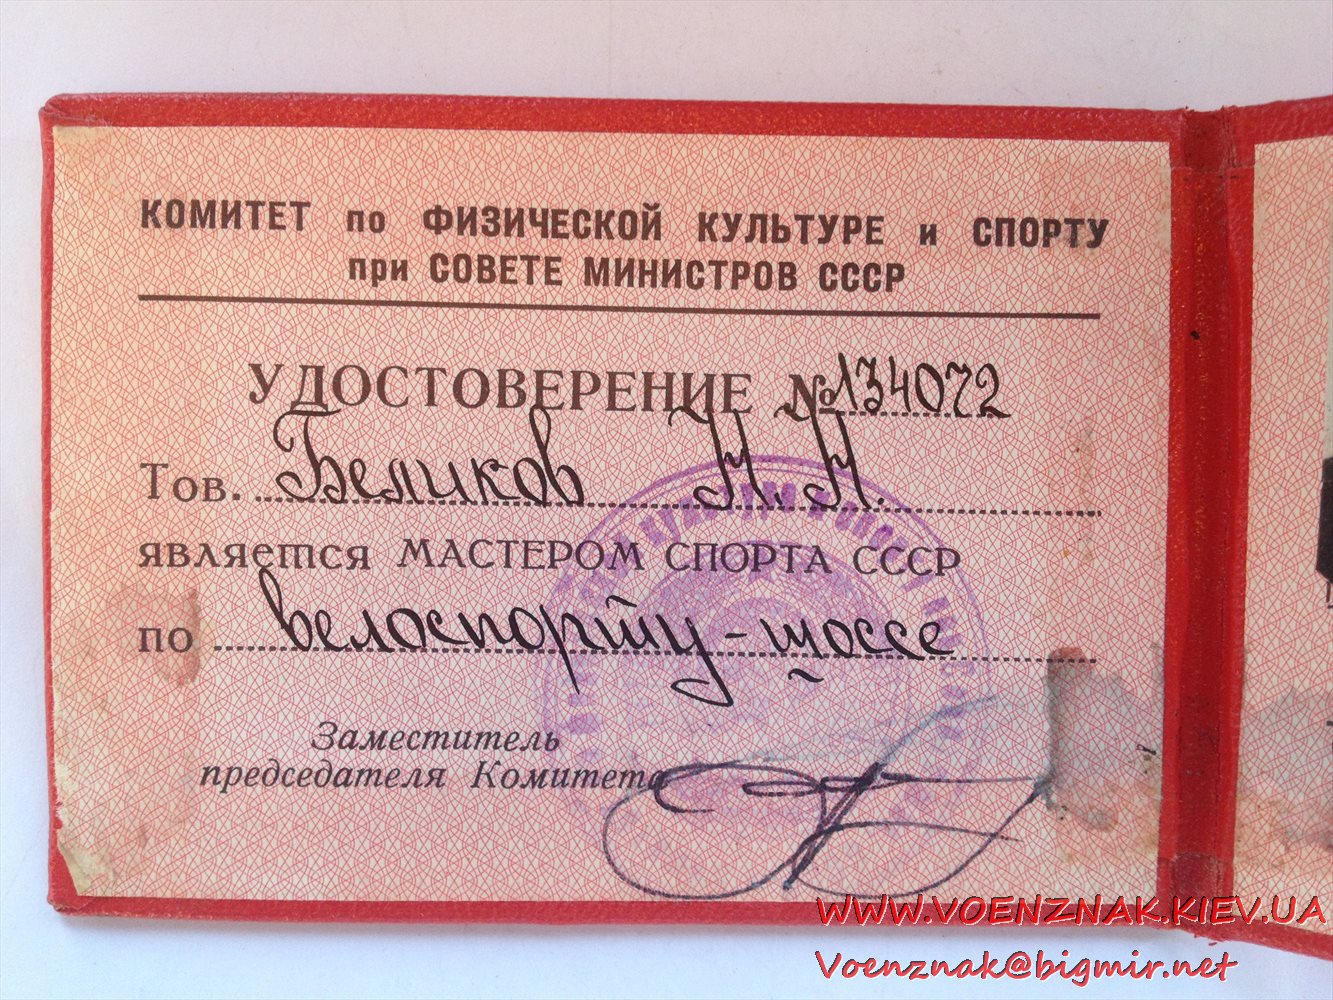 КОМИТЕТ по ФИЗИЧЕСКОЙ КУЛЬТУРЕ и СПОРТУ
при СОВЕТЕ МИНИСТРОВ СССР
УДОСТОВЕРЕНИЕ №134072
Тов. Беликов Н. Н.
является МАСТЕРОМ СПОРТА СССР
по велоспорту-шоссе
Заместитель
председателя Комитета
WWW.VOENZNAK.KIEV.UA
Voenznak@bigmir.net